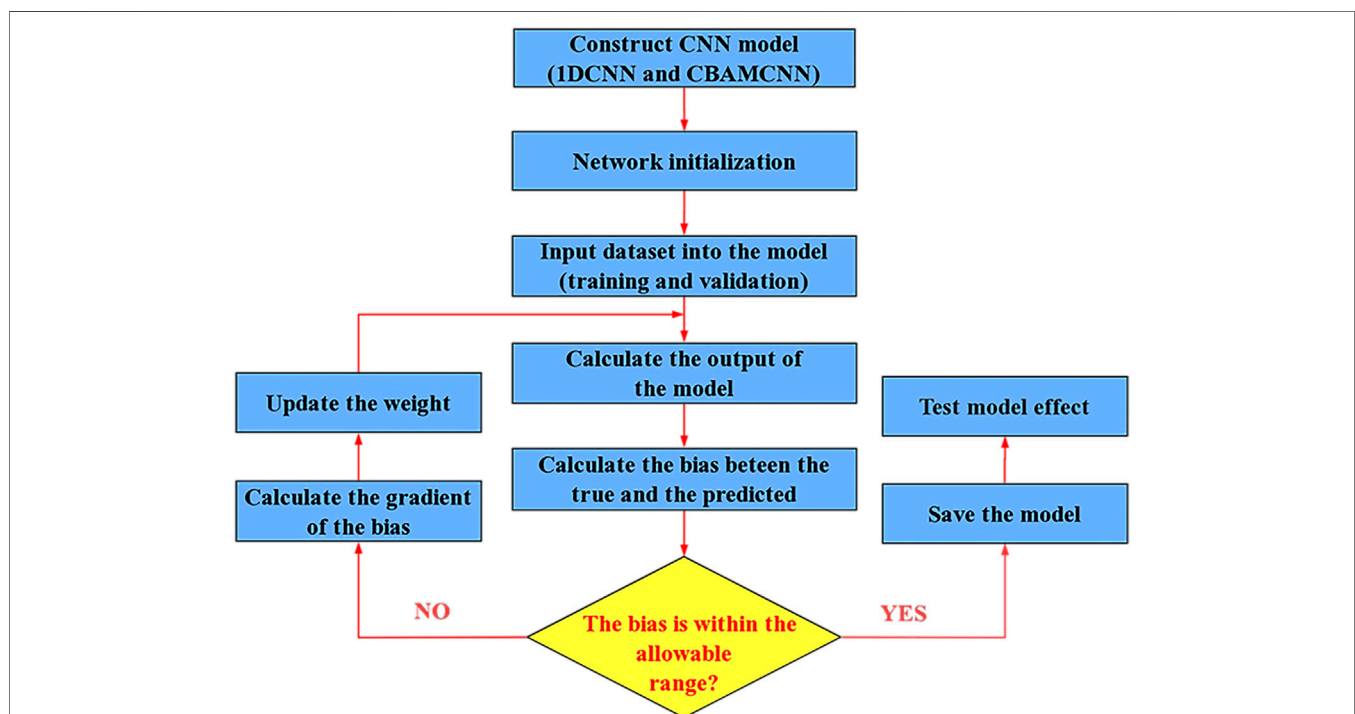 Construct CNN model
(1DCNN and CBAMCNN)
Network initialization
Input dataset into the model
(training and validation)
Calculate the output of
the model
Update the weight
Test model effect
Calculate the bias beteen the
true and the predicted
Calculate the gradient
of the bias
Save the model
NO
YES
The bias is within the
allowable
range?